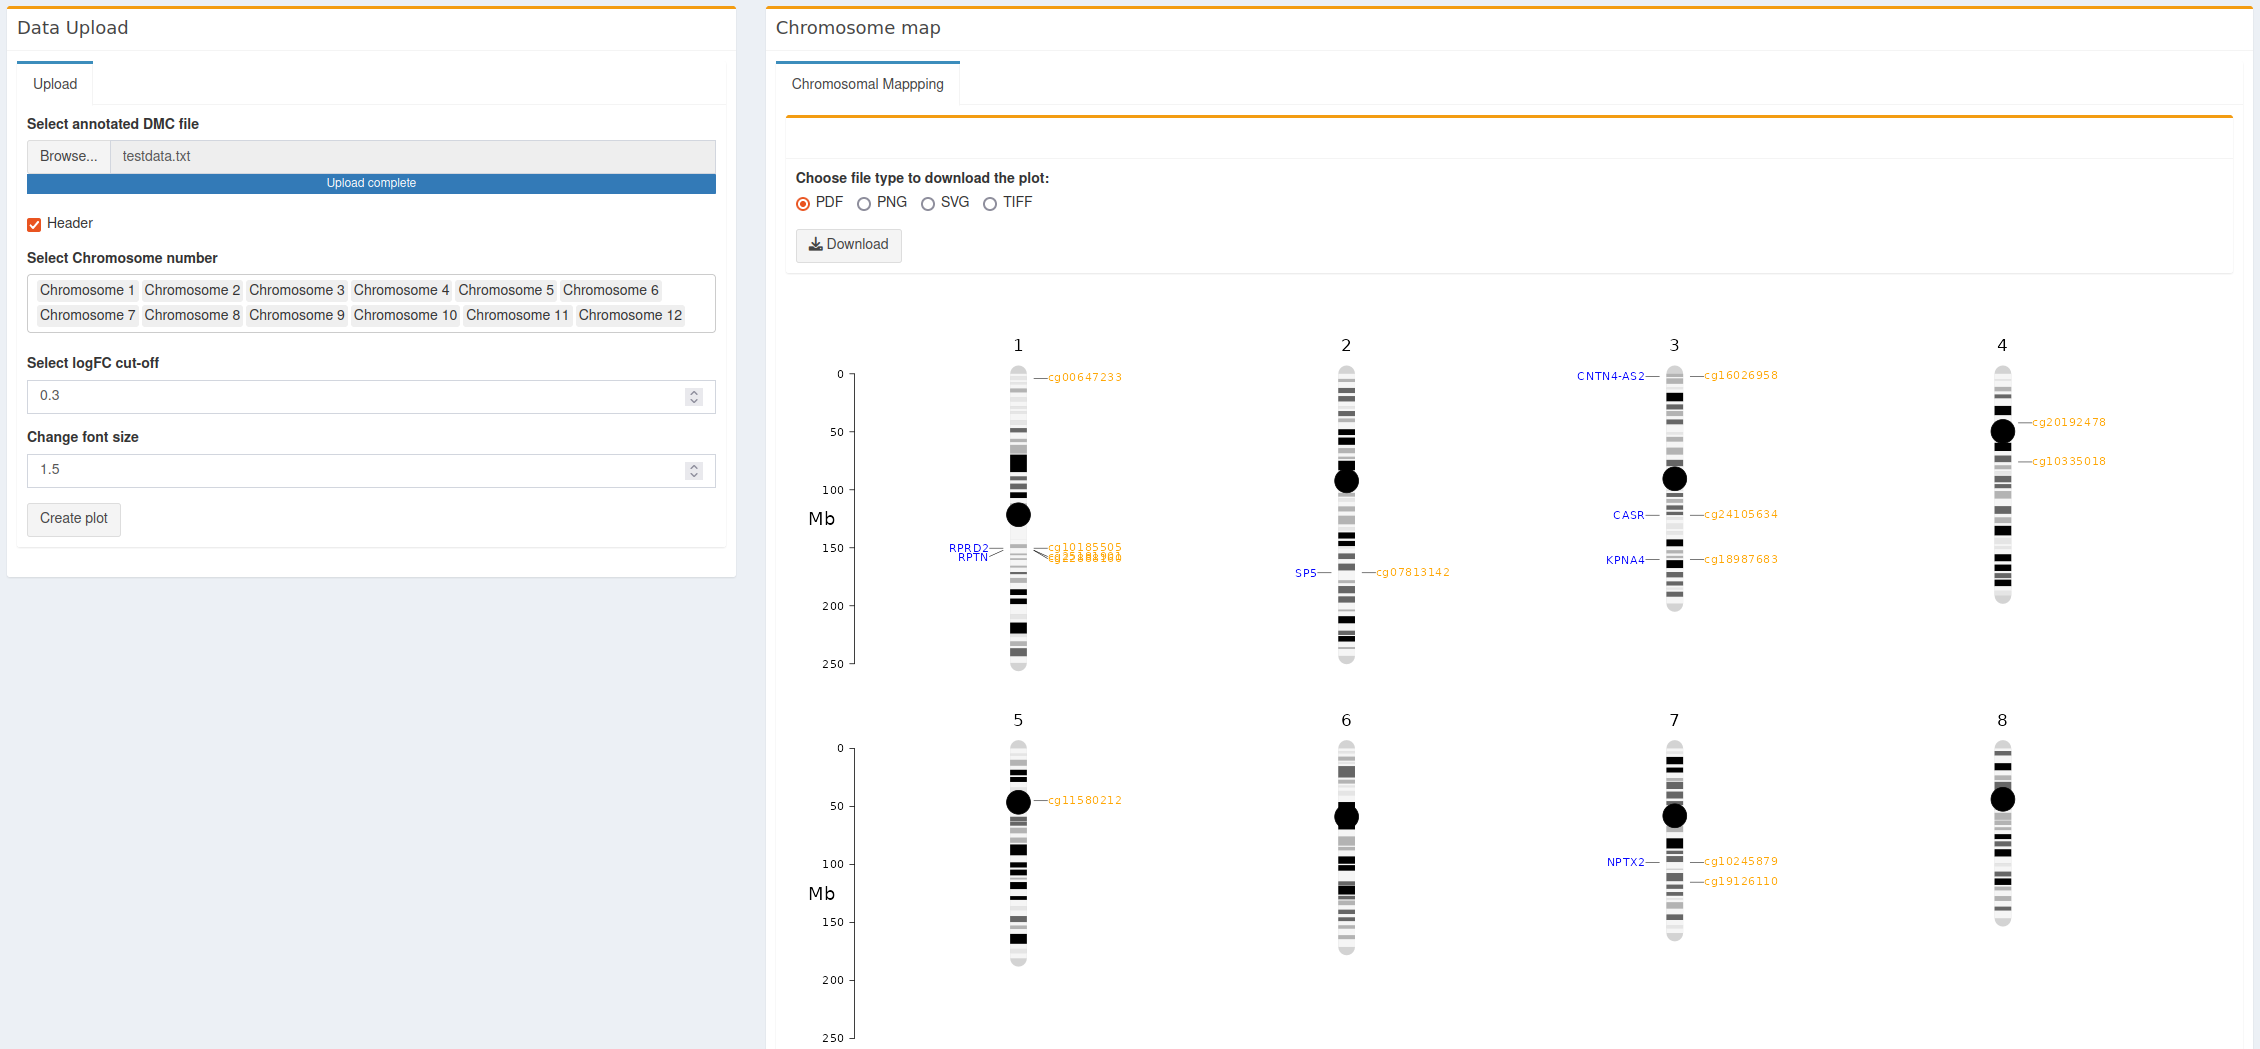 Data Upload
Upload
Select annotated DMC file
Browse... testdata.txt
Upload complete
Header
Select Chromosome number
Chromosome 1 Chromosome 2 Chromosome 3 Chromosome 4 Chromosome 5 Chromosome 6
Chromosome 7 Chromosome 8 Chromosome 9 Chromosome 10 Chromosome 11 Chromosome 12
Select logFC cut-off
0.3
Change font size
1.5
Create plot
Chromosome map
Chromosomal Mappping
Choose file type to download the plot:
PDF PNG SVG TIFF
Download
1 2 3 4
0 cg00647233 CNTN4-AS2 cg16026958
cg20192478
50
cg10335018
100
Mb CASR cg24105634
150 RPRD2 cg10185505
RPTN KPNA4 cg18987683
SP5 cg07813142
200
250
5 6 7 8
0
50 cg11580212
100 NPTX2 cg10245879
cg19126110
Mb
150
200
250